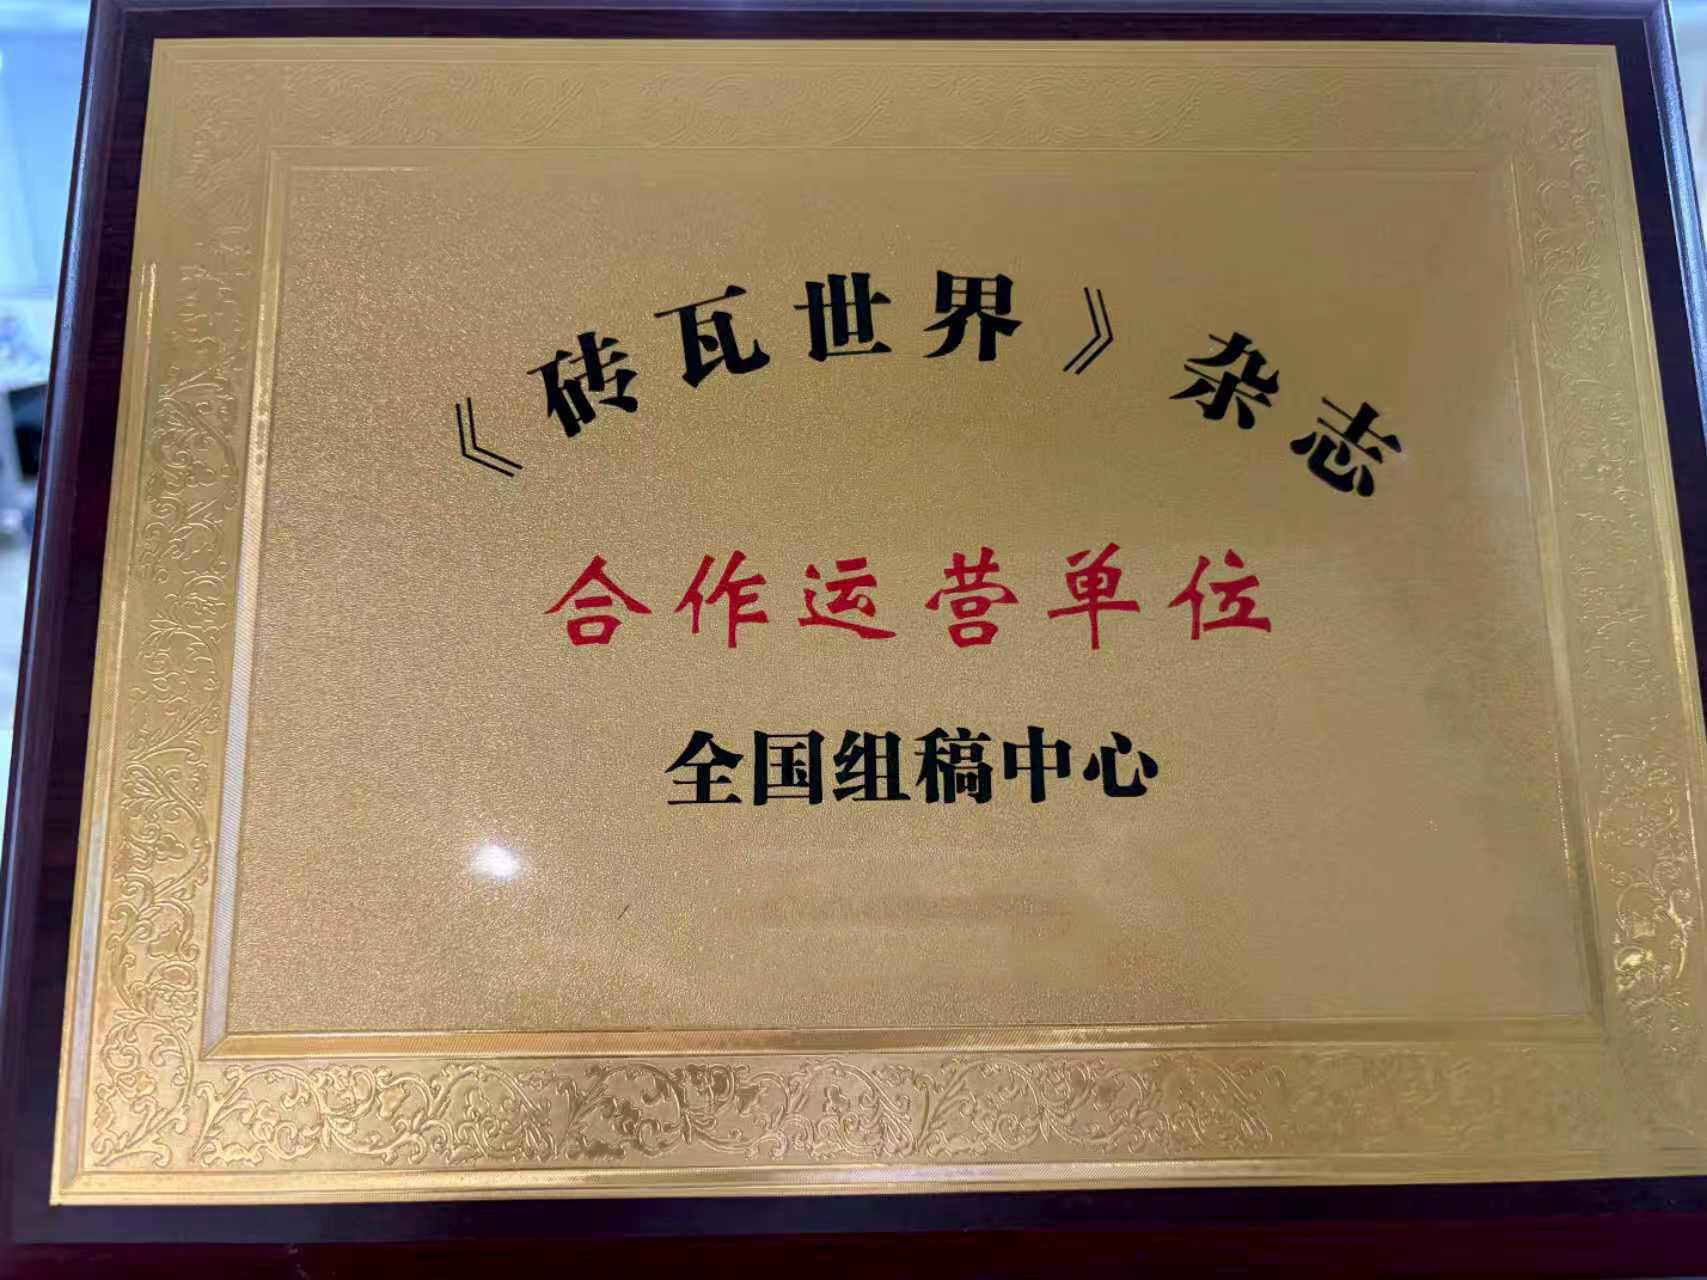 《砖瓦世界》杂志
合作运营单位
全国组稿中心